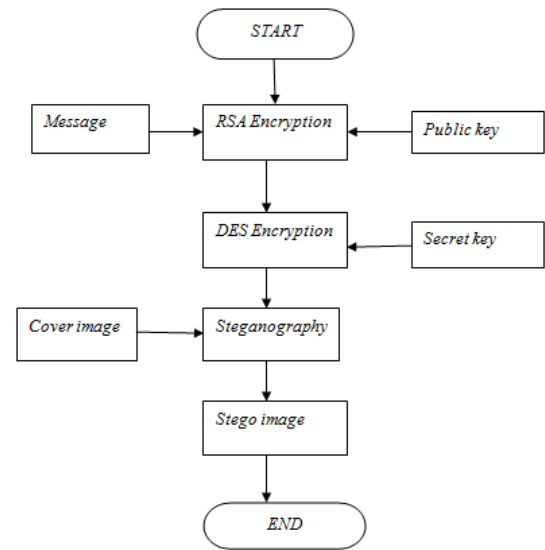 START
Message
RSA Encryption
Public key
DES Encryption
Secret key
Cover image
Steganography
Stego image
END